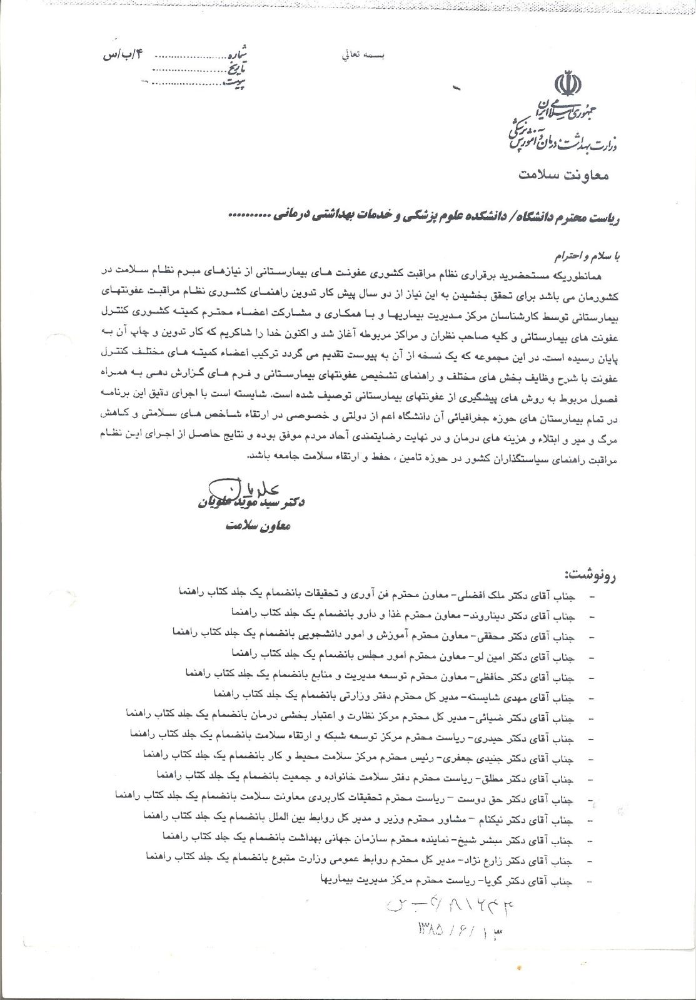 بسمه تعالي
شماره ...................... ۴/ب/س
تاریخ ......................
پیوست ......................
جمهوری اسلامی ایران
وزارت بهداشت، درمان و آموزش پزشکی
معاونت سلامت
ریاست محترم دانشگاه/ دانشکده علوم پزشکی و خدمات بهداشتی درمانی ..........
با سلام و احترام
همانطوریکه مستحضرید برقراری نظام مراقبت کشوری عفونت های بیمارستانی از نیازهای مبرم نظام سلامت در
کشورمان می باشد برای تحقق بخشیدن به این نیاز از دو سال پیش کار تدوین راهنمای کشوری نظام مراقبت عفونتهای
بیمارستانی توسط کارشناسان مرکز مدیریت بیماریها و با همکاری و مشارکت اعضاء محترم کمیته کشوری کنترل
عفونت های بیمارستانی و کلیه صاحب نظران و مراکز مربوطه آغاز شد و اکنون خدا را شاکریم که کار تدوین و چاپ آن به
پایان رسیده است. در این مجموعه که یک نسخه از آن به پیوست تقدیم می گردد ترکیب اعضاء کمیته های مختلف کنترل
عفونت با شرح وظایف بخش های مختلف و راهنمای تشخیص عفونتهای بیمارستانی و فرم های گزارش دهی به همراه
فصول مربوط به روش های پیشگیری از عفونتهای بیمارستانی توصیف شده است. شایسته است با اجرای دقیق این برنامه
در تمام بیمارستان های حوزه جغرافیائی آن دانشگاه اعم از دولتی و خصوصی در ارتقاء شاخص های سلامتی و کاهش
مرگ و میر و ابتلاء و هزینه های درمان و در نهایت رضایتمندی آحاد مردم موفق بوده و نتایج حاصل از اجرای این نظام
مراقبت راهنمای سیاستگذاران کشور در حوزه تامین ، حفظ و ارتقاء سلامت جامعه باشد.
دکتر سید موید علویان
معاون سلامت
رونوشت:
- جناب آقای دکتر ملک افضلی- معاون محترم فن آوری و تحقیقات بانضمام یک جلد کتاب راهنما
- جناب آقای دکتر دیناروند- معاون محترم غذا و دارو بانضمام یک جلد کتاب راهنما
- جناب آقای دکتر محققی- معاون محترم آموزش و امور دانشجویی بانضمام یک جلد کتاب راهنما
- جناب آقای دکتر امین لو- معاون محترم امور مجلس بانضمام یک جلد کتاب راهنما
- جناب آقای دکتر حافظی- معاون محترم توسعه مدیریت و منابع بانضمام یک جلد کتاب راهنما
- جناب آقای مهدی شایسته- مدیر کل محترم دفتر وزارتی بانضمام یک جلد کتاب راهنما
- جناب آقای دکتر ضیائی- مدیر کل محترم مرکز نظارت و اعتبار بخشی درمان بانضمام یک جلد کتاب راهنما
- جناب آقای دکتر حیدری- ریاست محترم مرکز توسعه شبکه و ارتقاء سلامت بانضمام یک جلد کتاب راهنما
- جناب آقای دکتر جنیدی جعفری- رئیس محترم مرکز سلامت محیط و کار بانضمام یک جلد کتاب راهنما
- جناب آقای دکتر مطلق- ریاست محترم دفتر سلامت خانواده و جمعیت بانضمام یک جلد کتاب راهنما
- جناب آقای دکتر حق دوست – ریاست محترم تحقیقات کاربردی معاونت سلامت بانضمام یک جلد کتاب راهنما
- جناب آقای دکتر نیکنام – مشاور محترم وزیر و مدیر کل روابط بین الملل بانضمام یک جلد کتاب راهنما
- جناب آقای دکتر مبشر شیخ- نماینده محترم سازمان جهانی بهداشت بانضمام یک جلد کتاب راهنما
- جناب آقای دکتر زارع نژاد- مدیر کل محترم روابط عمومی وزارت متبوع بانضمام یک جلد کتاب راهنما
- جناب آقای دکتر گویا- ریاست محترم مرکز مدیریت بیماریها
۱۳۸۵/۶/۱۳